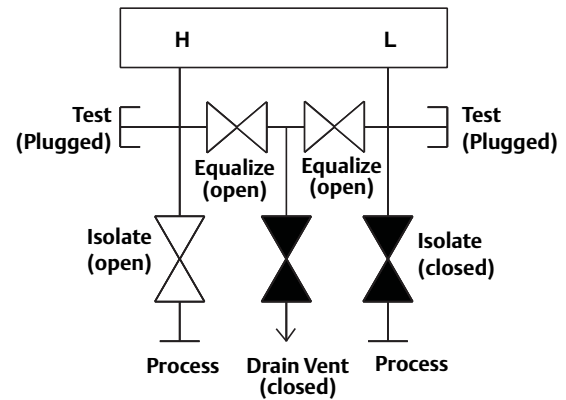 H
L
Test
(Plugged)
Test
(Plugged)
Equalize
(open)
Equalize
(open)
Isolate
(open)
Isolate
(closed)
Process
Drain Vent
(closed)
Process